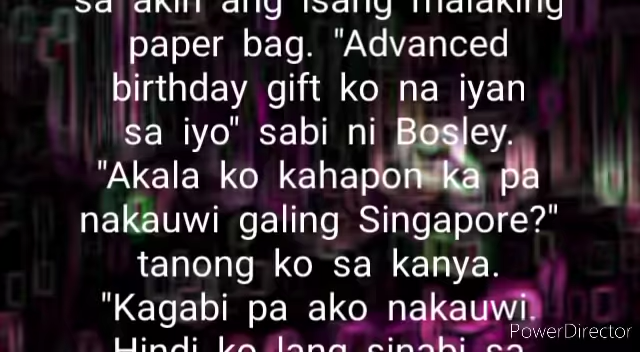 sa akin ang isang malaking
paper bag. "Advanced
birthday gift ko na iyan
sa iyo" sabi ni Bosley.
"Akala ko kahapon ka pa
nakauwi galing Singapore?"
tanong ko sa kanya.
"Kagabi pa ako nakauwi.
PowerDirector
Hindi ko lang sinabi sa